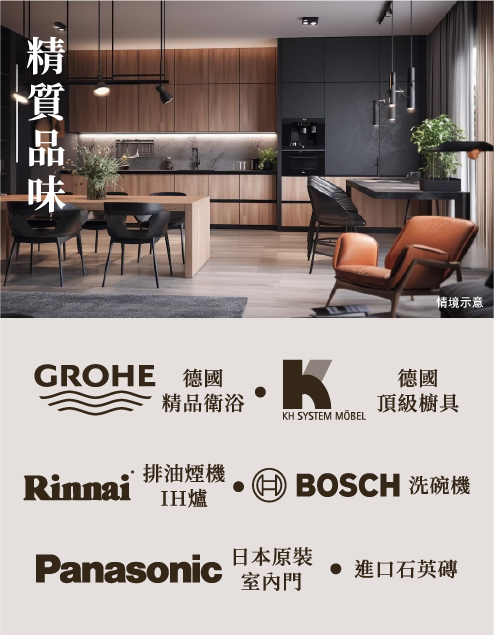 精質品味
情境示意
GROHE 德國
精品衛浴 •
K
KH SYSTEM MÖBEL
德國
頂級櫥具
Rinnai 排油煙機
IH爐 •
BOSCH 洗碗機
Panasonic 日本原裝
室內門 • 進口石英磚